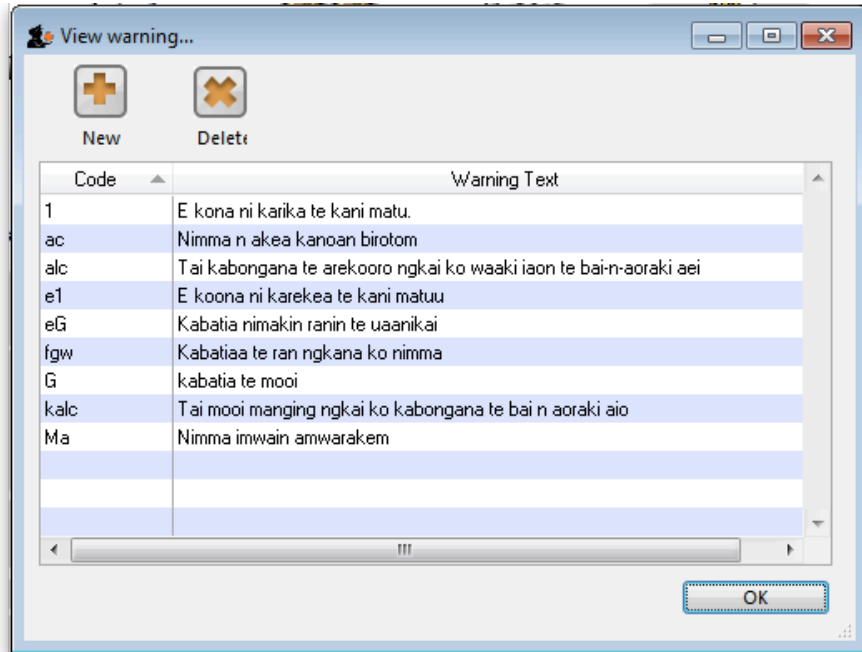 View warning...
New Delete
Code Warning Text
1 E kona ni karika te kani matu.
ac Nimma n akea kanoan birotom
alc Tai kabongana te arekooro ngkai ko waaki iaon te bai-n-aoraki aei
e1 E koona ni karekea te kani matuu
eG Kabatia nimakin ranin te uaanikai
fgw Kabatiaa te ran ngkana ko nimma
G kabatia te mooi
kalc Tai mooi manging ngkai ko kabongana te bai n aoraki aio
Ma Nimma imwain amwarakem
OK